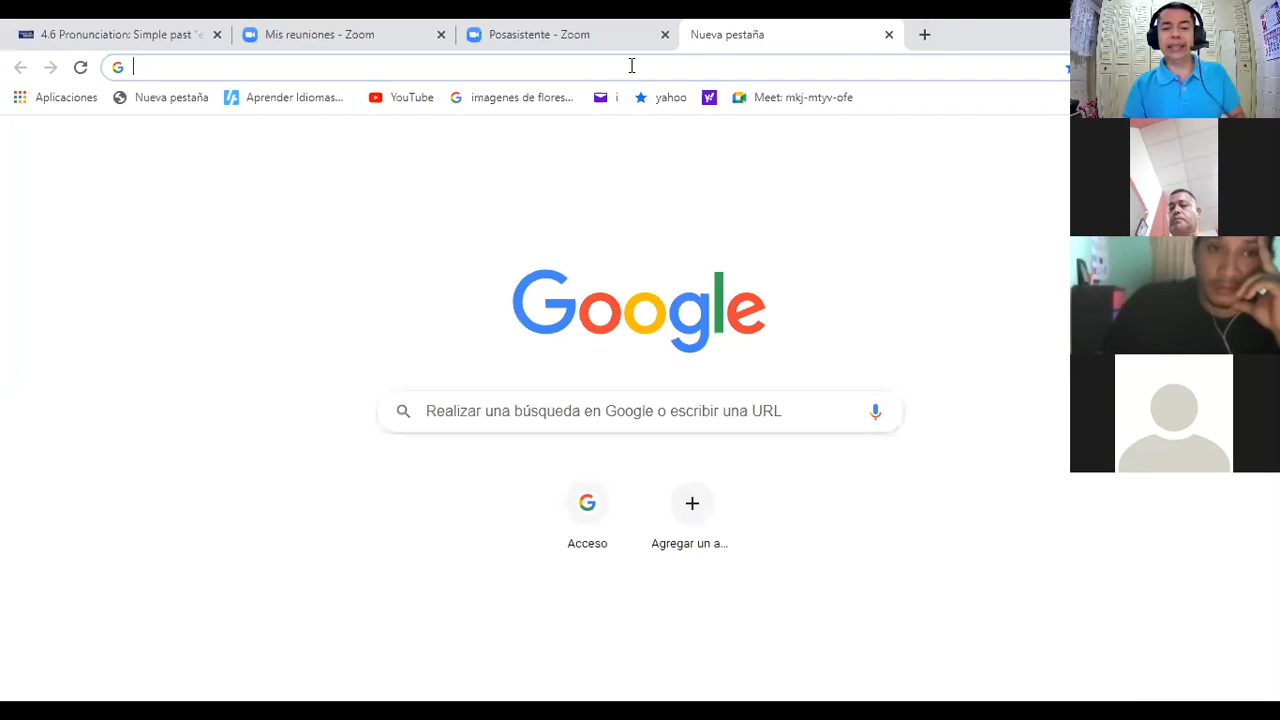 4.6 Pronunciation: Simple past 'e
Mis reuniones - Zoom
Posasistente - Zoom
Nueva pestaña
Aplicaciones
Nueva pestaña
Aprender Idiomas...
YouTube
imagenes de flores...
i
yahoo
Meet: mkj-mtyv-ofe
Google
Realizar una búsqueda en Google o escribir una URL
Acceso
Agregar un a...